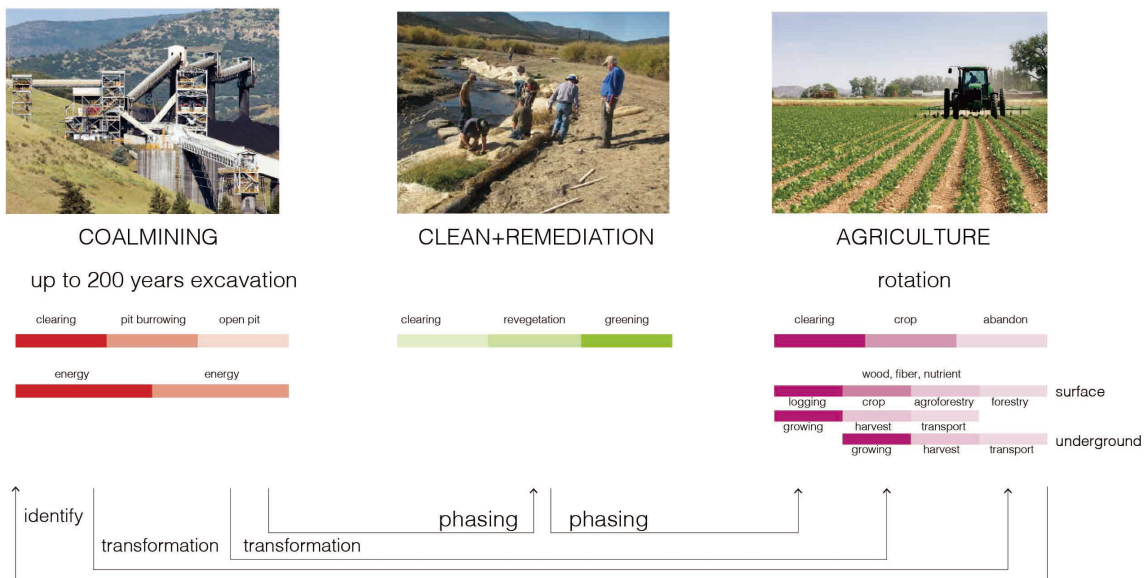 COALMINING
CLEAN+REMEDIATION
AGRICULTURE
up to 200 years excavation
rotation
clearing pit burrowing open pit
clearing revegetation greening
clearing crop abandon
energy energy
wood, fiber, nutrient
surface
logging crop agroforestry forestry
growing harvest transport
underground
growing harvest transport
identify
phasing phasing
transformation transformation